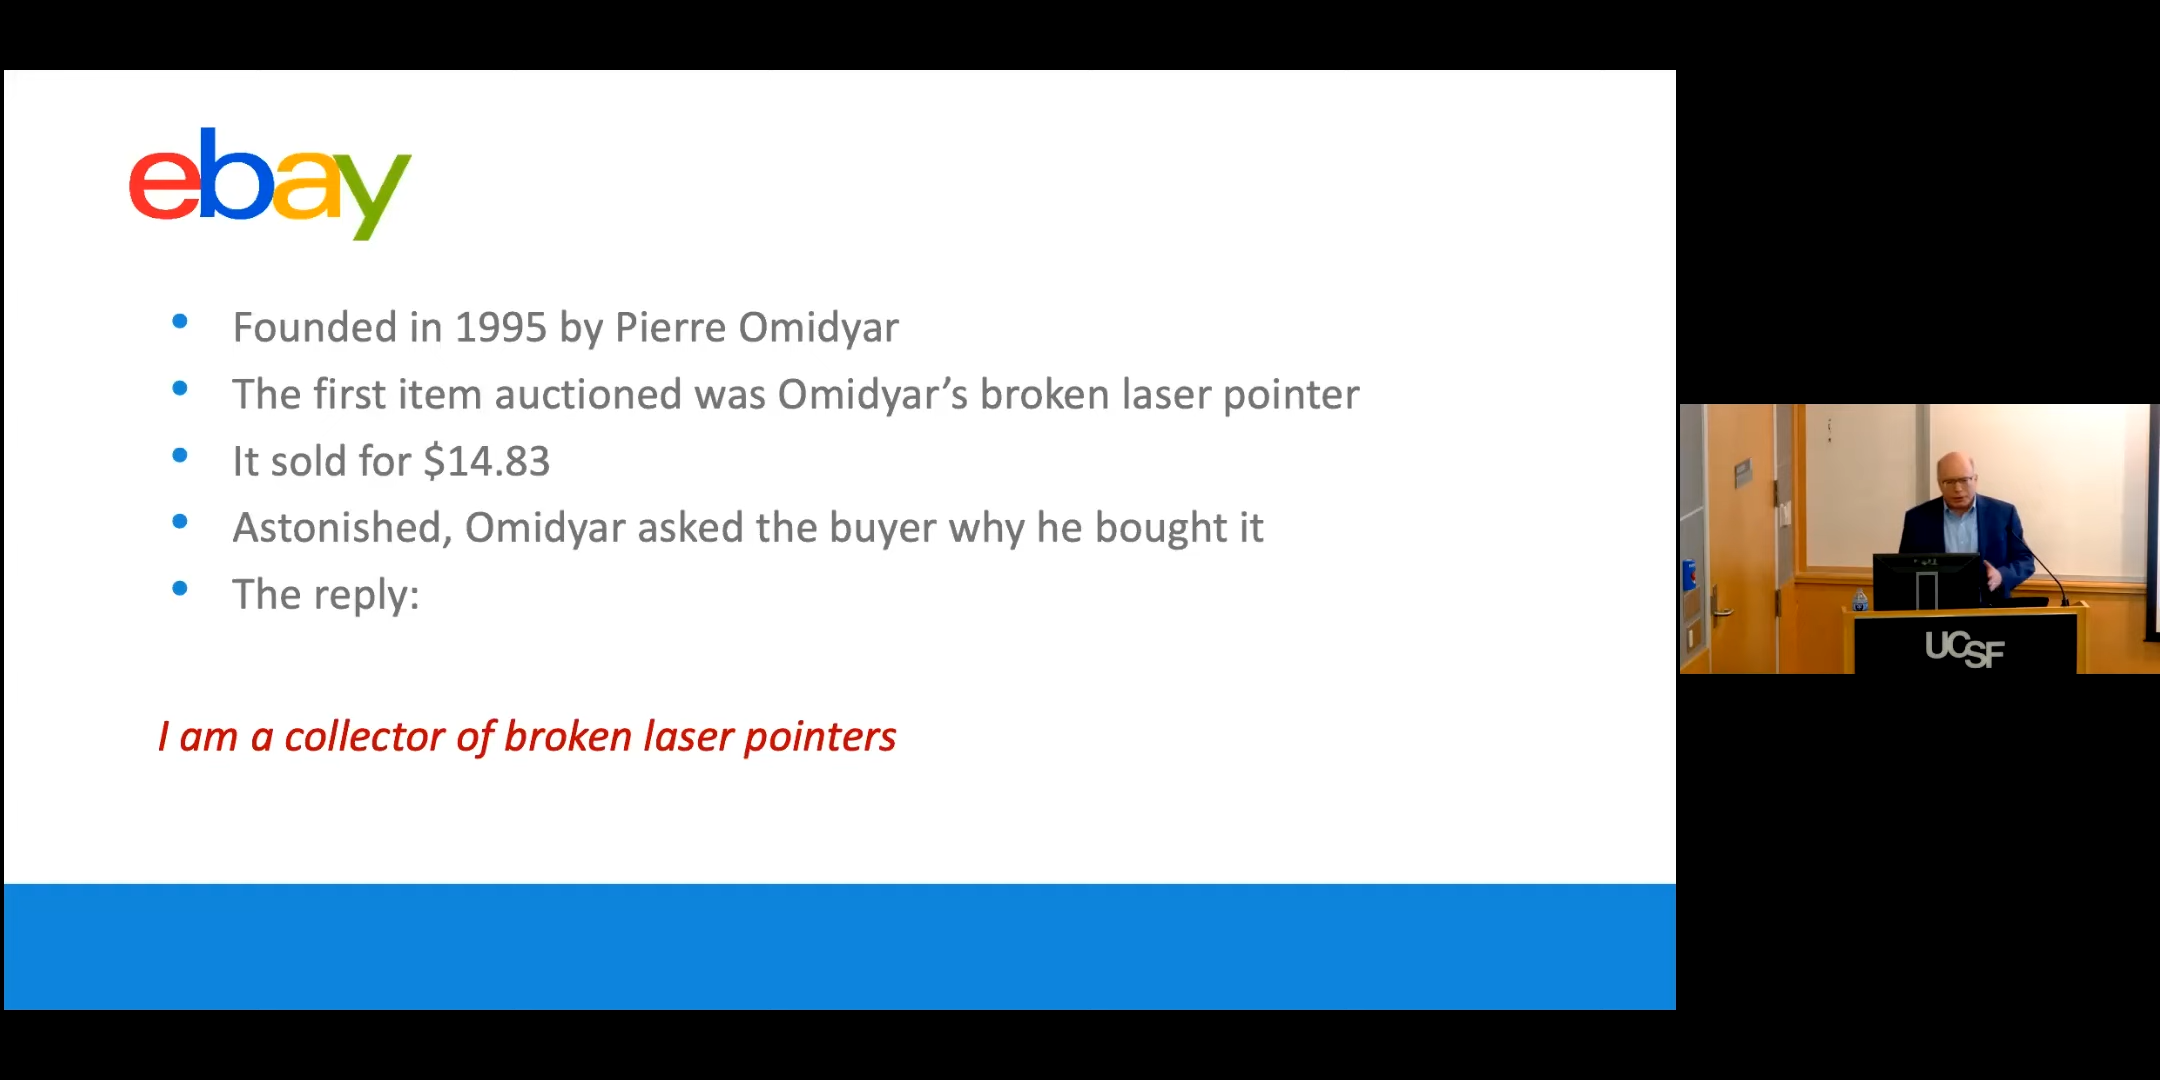 ebay
Founded in 1995 by Pierre Omidyar
The first item auctioned was Omidyar’s broken laser pointer
It sold for $14.83
Astonished, Omidyar asked the buyer why he bought it
The reply:
I am a collector of broken laser pointers
UCSF